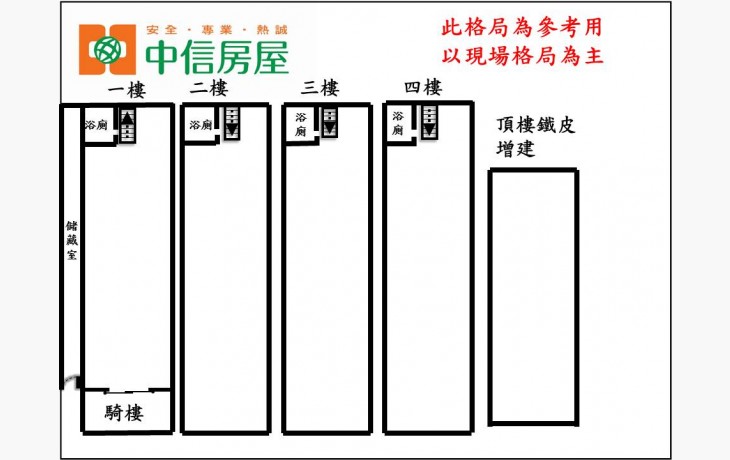 安全‧專業‧熱誠
中信房屋
此格局為參考用
以現場格局為主
一樓
二樓
三樓
四樓
頂樓鐵皮
增建
浴廁
浴廁
浴
廁
浴
廁
儲
藏
室
騎樓